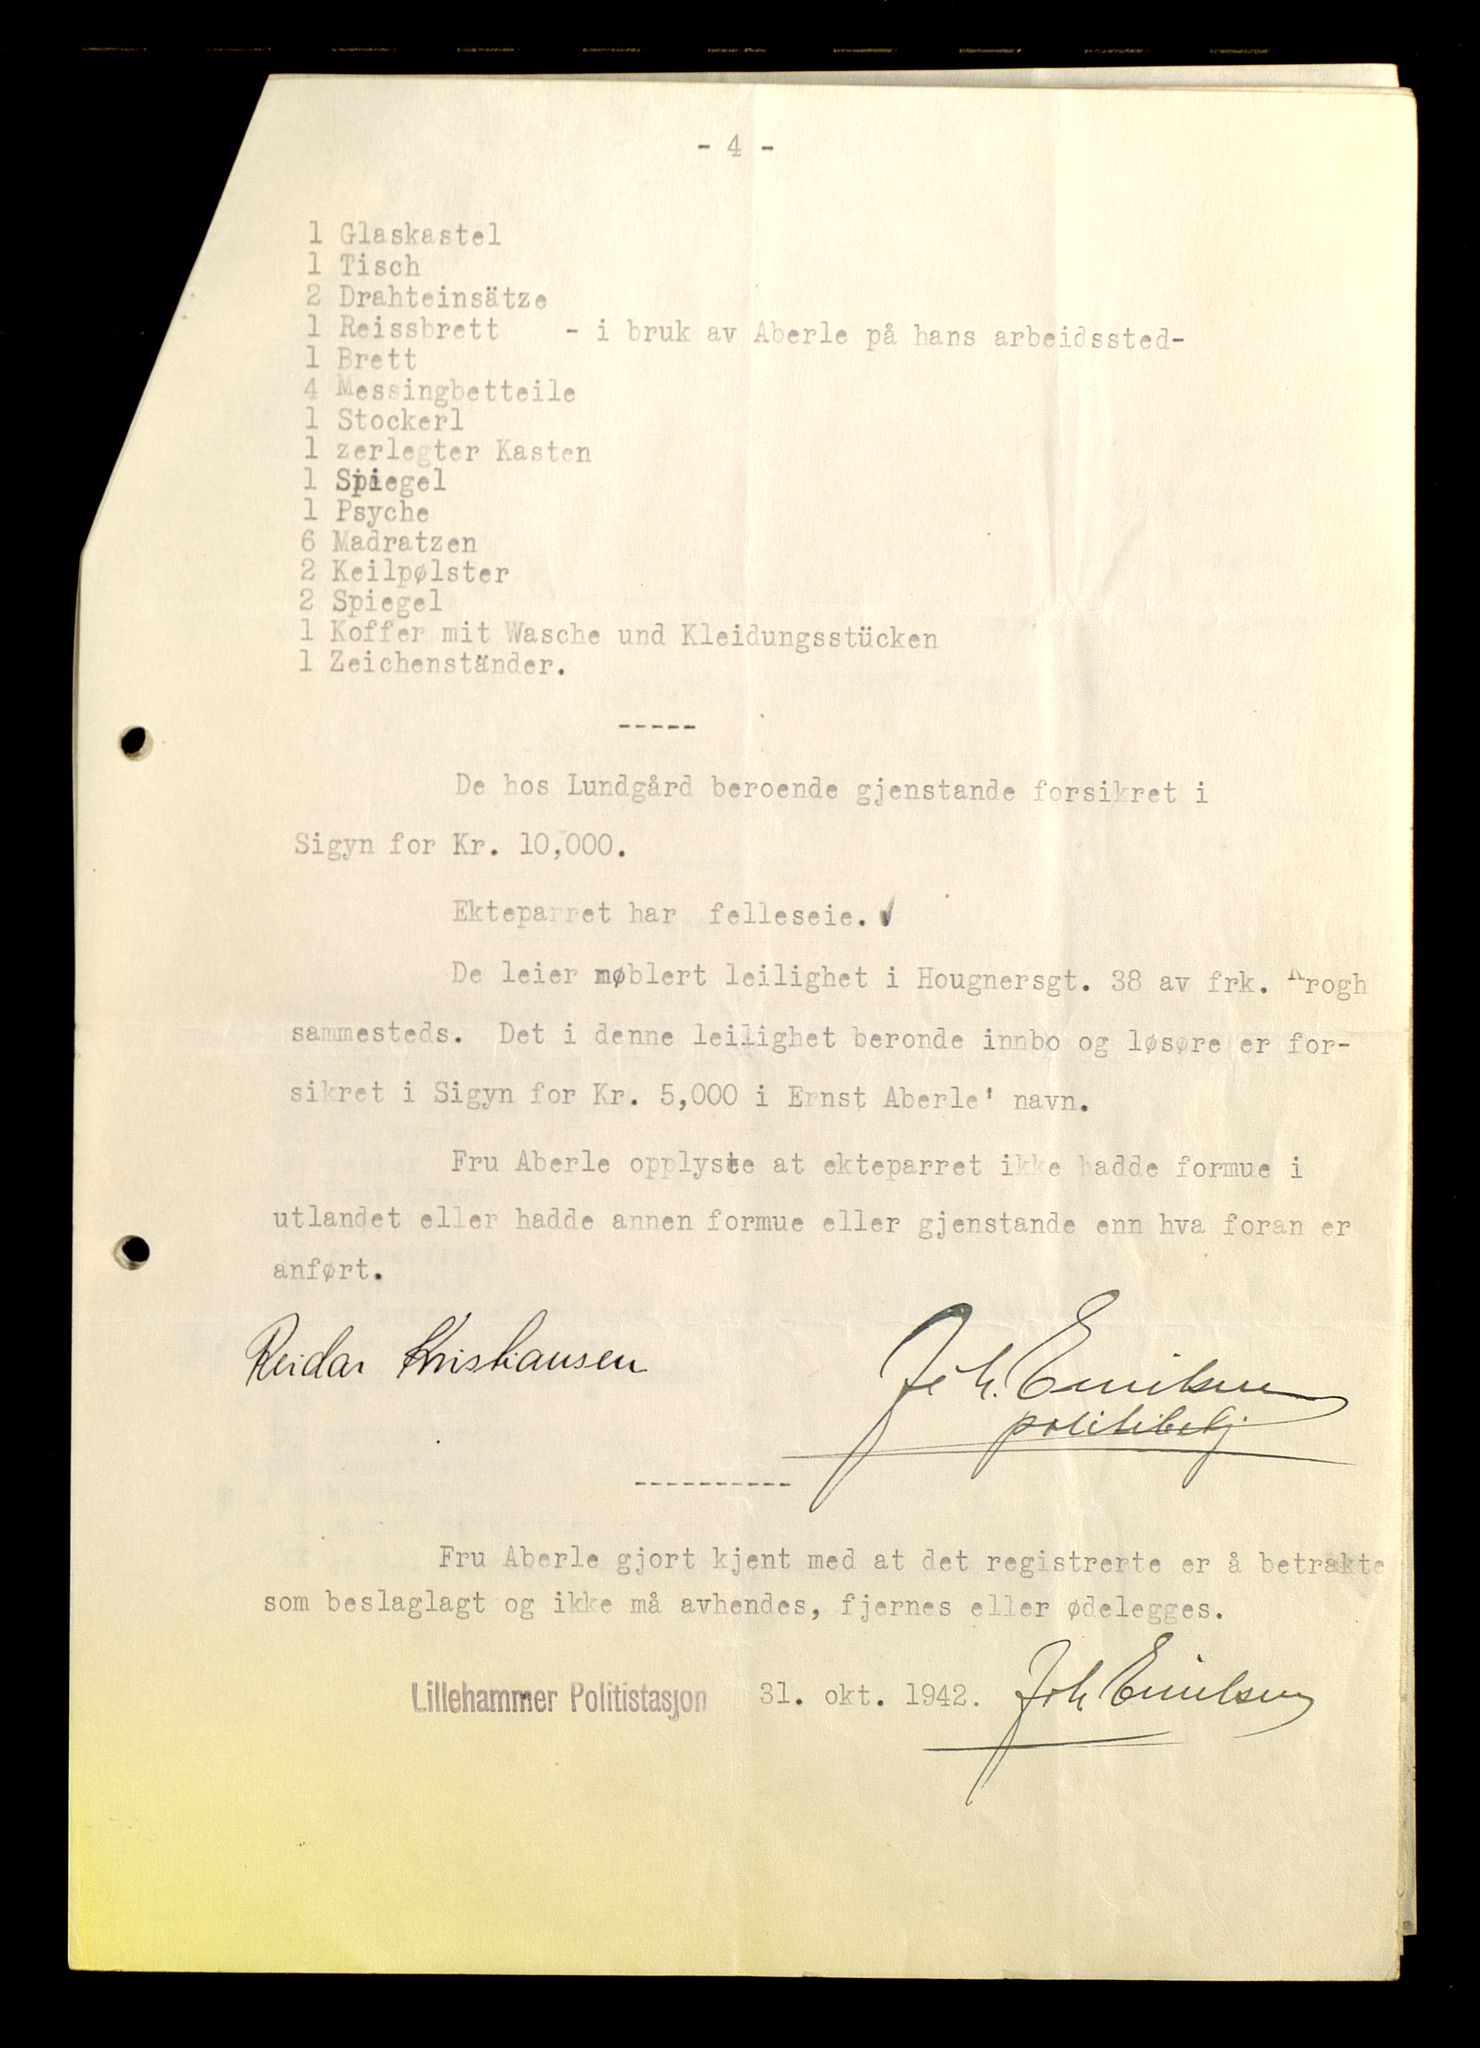 - 4 -
1 Glaskastel
1 Tisch
2 Drahteinsätze
1 Reissbrett - i bruk av Aberle på hans arbeidssted-
1 Brett
4 Messingbetteile
1 Stockerl
1 zerlegter Kasten
1 Spiegel
1 Psyche
6 Madratzen
2 Keilpølster
2 Spiegel
1 Koffer mit Wasche und Kleidungsstücken
1 Zeichenständer.
-----
De hos Lundgård beroende gjenstande forsikret i
Sigyn for Kr. 10,000.
Ekteparret har felleseie.
De leier møblert leilighet i Hougnersgt. 38 av frk. Krogh
sammesteds. Det i denne leilighet beronde innbo og løsøre er for-
sikret i Sigyn for Kr. 5,000 i Ernst Aberle' navn.
Fru Aberle opplyste at ekteparret ikke hadde formue i
utlandet eller hadde annen formue eller gjenstande enn hva foran er
anført.
Reidar Kristiansen Joh. Emilsen
politibetj.
----------
Fru Aberle gjort kjent med at det registrerte er å betrakte
som beslaglagt og ikke må avhendes, fjernes eller ødelegges.
Lillehammer Politistasjon 31. okt. 1942. Joh Emilsen